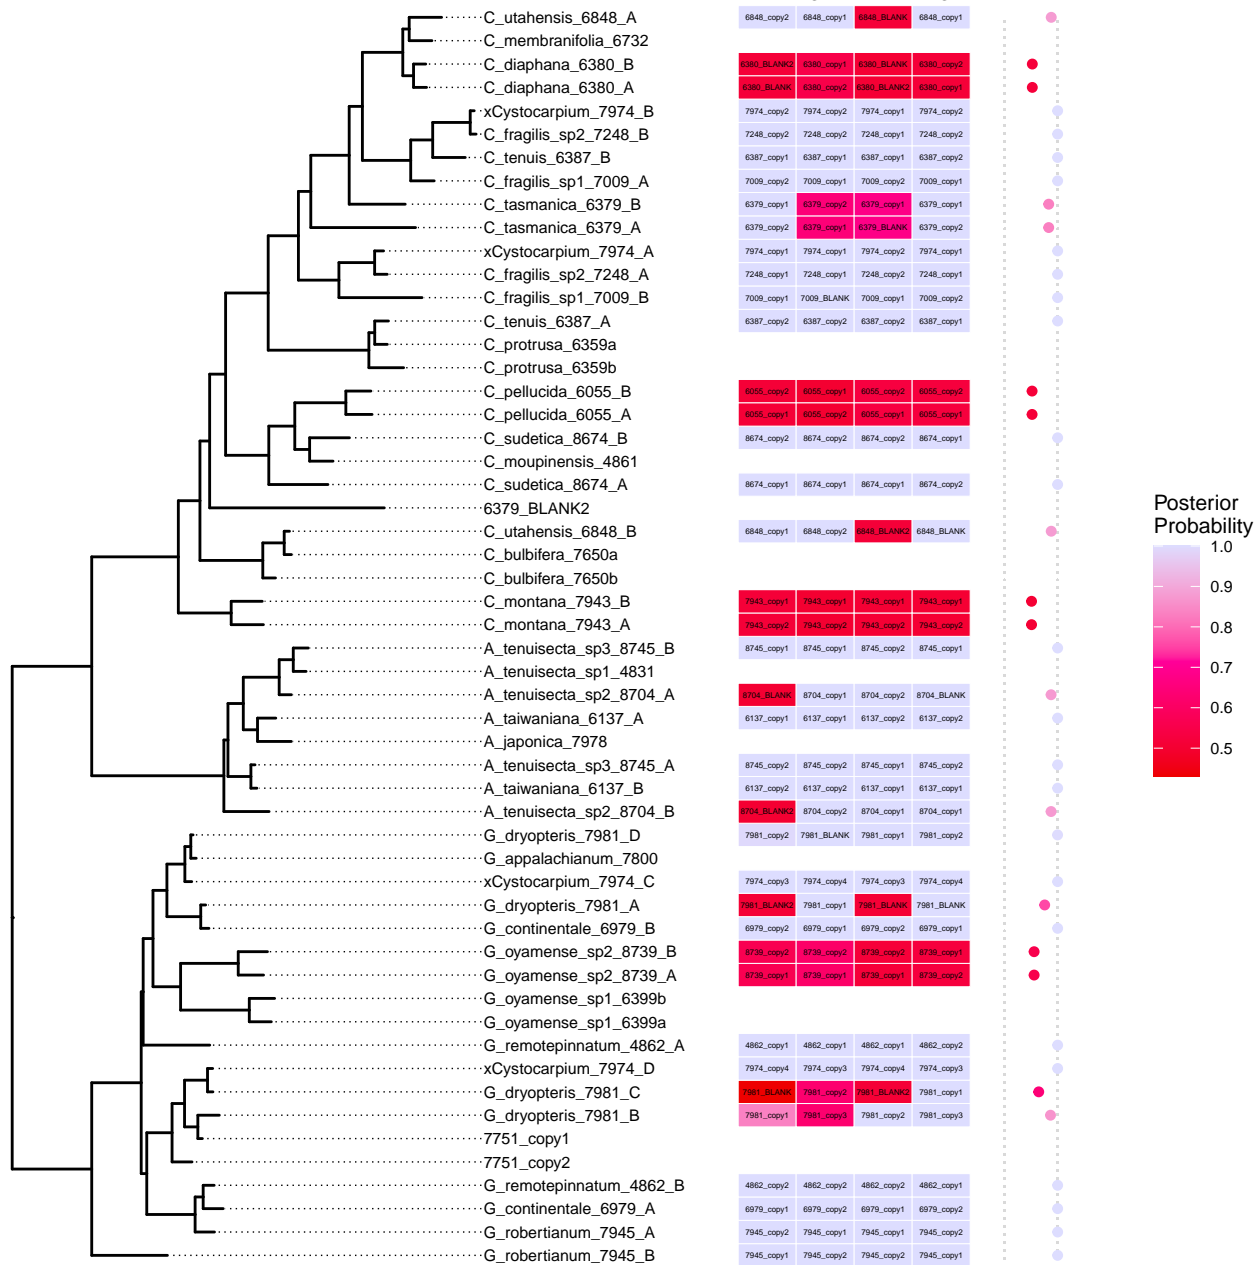 C_utahensis_6848_A 6848_copy2 6848_copy1 6848_BLANK 6848_copy1
C_membranifolia_6732
C_diaphana_6380_B 6380_BLANK2 6380_copy1 6380_BLANK 6380_copy2
C_diaphana_6380_A 6380_BLANK 6380_copy2 6380_BLANK2 6380_copy1
xCystocarpium_7974_B 7974_copy2 7974_copy2 7974_copy1 7974_copy2
C_fragilis_sp2_7248_B 7248_copy2 7248_copy2 7248_copy1 7248_copy2
C_tenuis_6387_B 6387_copy1 6387_copy1 6387_copy1 6387_copy2
C_fragilis_sp1_7009_A 7009_copy2 7009_copy1 7009_copy2 7009_copy1
C_tasmanica_6379_B 6379_copy1 6379_copy2 6379_copy1 6379_copy1
C_tasmanica_6379_A 6379_copy2 6379_copy1 6379_BLANK 6379_copy2
xCystocarpium_7974_A 7974_copy1 7974_copy1 7974_copy2 7974_copy1
C_fragilis_sp2_7248_A 7248_copy1 7248_copy1 7248_copy2 7248_copy1
C_fragilis_sp1_7009_B 7009_copy1 7009_BLANK 7009_copy1 7009_copy2
C_tenuis_6387_A 6387_copy2 6387_copy2 6387_copy2 6387_copy1
C_protrusa_6359a
C_protrusa_6359b
C_pellucida_6055_B 6055_copy2 6055_copy1 6055_copy2 6055_copy2
C_pellucida_6055_A 6055_copy1 6055_copy2 6055_copy1 6055_copy1
C_sudetica_8674_B 8674_copy2 8674_copy2 8674_copy2 8674_copy1
C_moupinensis_4861
C_sudetica_8674_A 8674_copy1 8674_copy1 8674_copy1 8674_copy2
6379_BLANK2
C_utahensis_6848_B 6848_copy1 6848_copy2 6848_BLANK2 6848_BLANK
C_bulbifera_7650a
C_bulbifera_7650b
C_montana_7943_B 7943_copy1 7943_copy1 7943_copy1 7943_copy1
C_montana_7943_A 7943_copy2 7943_copy2 7943_copy2 7943_copy2
A_tenuisecta_sp3_8745_B 8745_copy1 8745_copy1 8745_copy2 8745_copy1
A_tenuisecta_sp1_4831
A_tenuisecta_sp2_8704_A 8704_BLANK 8704_copy1 8704_copy2 8704_BLANK
A_taiwaniana_6137_A 6137_copy1 6137_copy1 6137_copy2 6137_copy2
A_japonica_7978
A_tenuisecta_sp3_8745_A 8745_copy2 8745_copy2 8745_copy1 8745_copy2
A_taiwaniana_6137_B 6137_copy2 6137_copy2 6137_copy1 6137_copy1
A_tenuisecta_sp2_8704_B 8704_BLANK2 8704_copy2 8704_copy1 8704_copy1
G_dryopteris_7981_D 7981_copy2 7981_BLANK 7981_copy1 7981_copy2
G_appalachianum_7800
xCystocarpium_7974_C 7974_copy3 7974_copy4 7974_copy3 7974_copy4
G_dryopteris_7981_A 7981_BLANK2 7981_copy1 7981_BLANK 7981_BLANK
G_continentale_6979_B 6979_copy2 6979_copy1 6979_copy2 6979_copy1
G_oyamense_sp2_8739_B 8739_copy2 8739_copy2 8739_copy2 8739_copy1
G_oyamense_sp2_8739_A 8739_copy1 8739_copy1 8739_copy1 8739_copy2
G_oyamense_sp1_6399b
G_oyamense_sp1_6399a
G_remotepinnatum_4862_A 4862_copy1 4862_copy1 4862_copy1 4862_copy2
xCystocarpium_7974_D 7974_copy4 7974_copy3 7974_copy4 7974_copy3
G_dryopteris_7981_C 7981_BLANK 7981_copy2 7981_BLANK2 7981_copy1
G_dryopteris_7981_B 7981_copy1 7981_copy3 7981_copy2 7981_copy3
7751_copy1
7751_copy2
G_remotepinnatum_4862_B 4862_copy2 4862_copy2 4862_copy2 4862_copy1
G_continentale_6979_A 6979_copy1 6979_copy2 6979_copy1 6979_copy2
G_robertianum_7945_A 7945_copy2 7945_copy1 7945_copy1 7945_copy2
G_robertianum_7945_B 7945_copy1 7945_copy2 7945_copy2 7945_copy1
Posterior
Probability
1.0
0.9
0.8
0.7
0.6
0.5